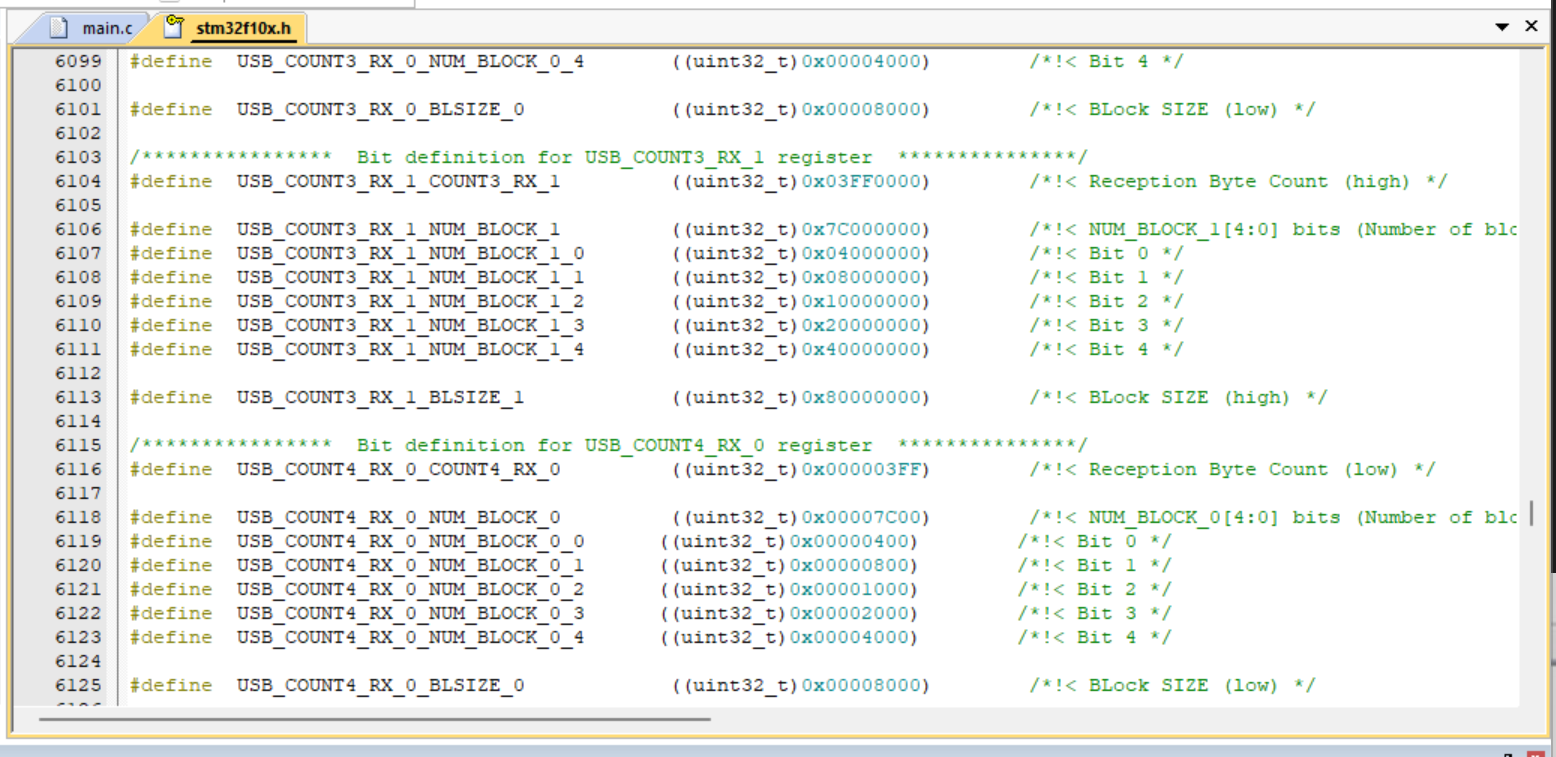 main.c stm32f10x.h
6099 #define USB_COUNT3_RX_0_NUM_BLOCK_0_4 ((uint32_t)0x00004000) /*!< Bit 4 */
6100
6101 #define USB_COUNT3_RX_0_BLSIZE_0 ((uint32_t)0x00008000) /*!< BLock SIZE (low) */
6102
6103 /**************** Bit definition for USB_COUNT3_RX_1 register ***************/
6104 #define USB_COUNT3_RX_1_COUNT3_RX_1 ((uint32_t)0x03FF0000) /*!< Reception Byte Count (high) */
6105
6106 #define USB_COUNT3_RX_1_NUM_BLOCK_1 ((uint32_t)0x7C000000) /*!< NUM_BLOCK_1[4:0] bits (Number of blc
6107 #define USB_COUNT3_RX_1_NUM_BLOCK_1_0 ((uint32_t)0x04000000) /*!< Bit 0 */
6108 #define USB_COUNT3_RX_1_NUM_BLOCK_1_1 ((uint32_t)0x08000000) /*!< Bit 1 */
6109 #define USB_COUNT3_RX_1_NUM_BLOCK_1_2 ((uint32_t)0x10000000) /*!< Bit 2 */
6110 #define USB_COUNT3_RX_1_NUM_BLOCK_1_3 ((uint32_t)0x20000000) /*!< Bit 3 */
6111 #define USB_COUNT3_RX_1_NUM_BLOCK_1_4 ((uint32_t)0x40000000) /*!< Bit 4 */
6112
6113 #define USB_COUNT3_RX_1_BLSIZE_1 ((uint32_t)0x80000000) /*!< BLock SIZE (high) */
6114
6115 /**************** Bit definition for USB_COUNT4_RX_0 register ***************/
6116 #define USB_COUNT4_RX_0_COUNT4_RX_0 ((uint32_t)0x000003FF) /*!< Reception Byte Count (low) */
6117
6118 #define USB_COUNT4_RX_0_NUM_BLOCK_0 ((uint32_t)0x00007C00) /*!< NUM_BLOCK_0[4:0] bits (Number of blc
6119 #define USB_COUNT4_RX_0_NUM_BLOCK_0_0 ((uint32_t)0x00000400) /*!< Bit 0 */
6120 #define USB_COUNT4_RX_0_NUM_BLOCK_0_1 ((uint32_t)0x00000800) /*!< Bit 1 */
6121 #define USB_COUNT4_RX_0_NUM_BLOCK_0_2 ((uint32_t)0x00001000) /*!< Bit 2 */
6122 #define USB_COUNT4_RX_0_NUM_BLOCK_0_3 ((uint32_t)0x00002000) /*!< Bit 3 */
6123 #define USB_COUNT4_RX_0_NUM_BLOCK_0_4 ((uint32_t)0x00004000) /*!< Bit 4 */
6124
6125 #define USB_COUNT4_RX_0_BLSIZE_0 ((uint32_t)0x00008000) /*!< BLock SIZE (low) */